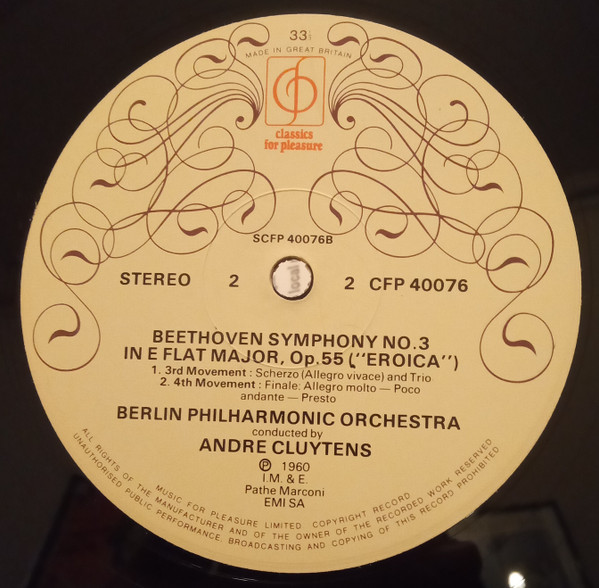 33⅓
MADE IN GREAT BRITAIN
classics
for pleasure
SCFP 40076B
STEREO 2 2 CFP 40076
local
BEETHOVEN SYMPHONY NO.3
IN E FLAT MAJOR, Op.55 (''EROICA'')
1. 3rd Movement : Scherzo (Allegro vivace) and Trio
2. 4th Movement : Finale: Allegro molto — Poco
andante — Presto
BERLIN PHILHARMONIC ORCHESTRA
conducted by
ANDRE CLUYTENS
Ⓟ 1960
I.M. & E.
Pathe Marconi
EMI SA
MUSIC FOR PLEASURE LIMITED. COPYRIGHT RECORD
ALL RIGHTS OF THE MANUFACTURER AND OF THE OWNER OF THE RECORDED WORK RESERVED
UNAUTHORISED PUBLIC PERFORMANCE, BROADCASTING AND COPYING OF THIS RECORD PROHIBITED